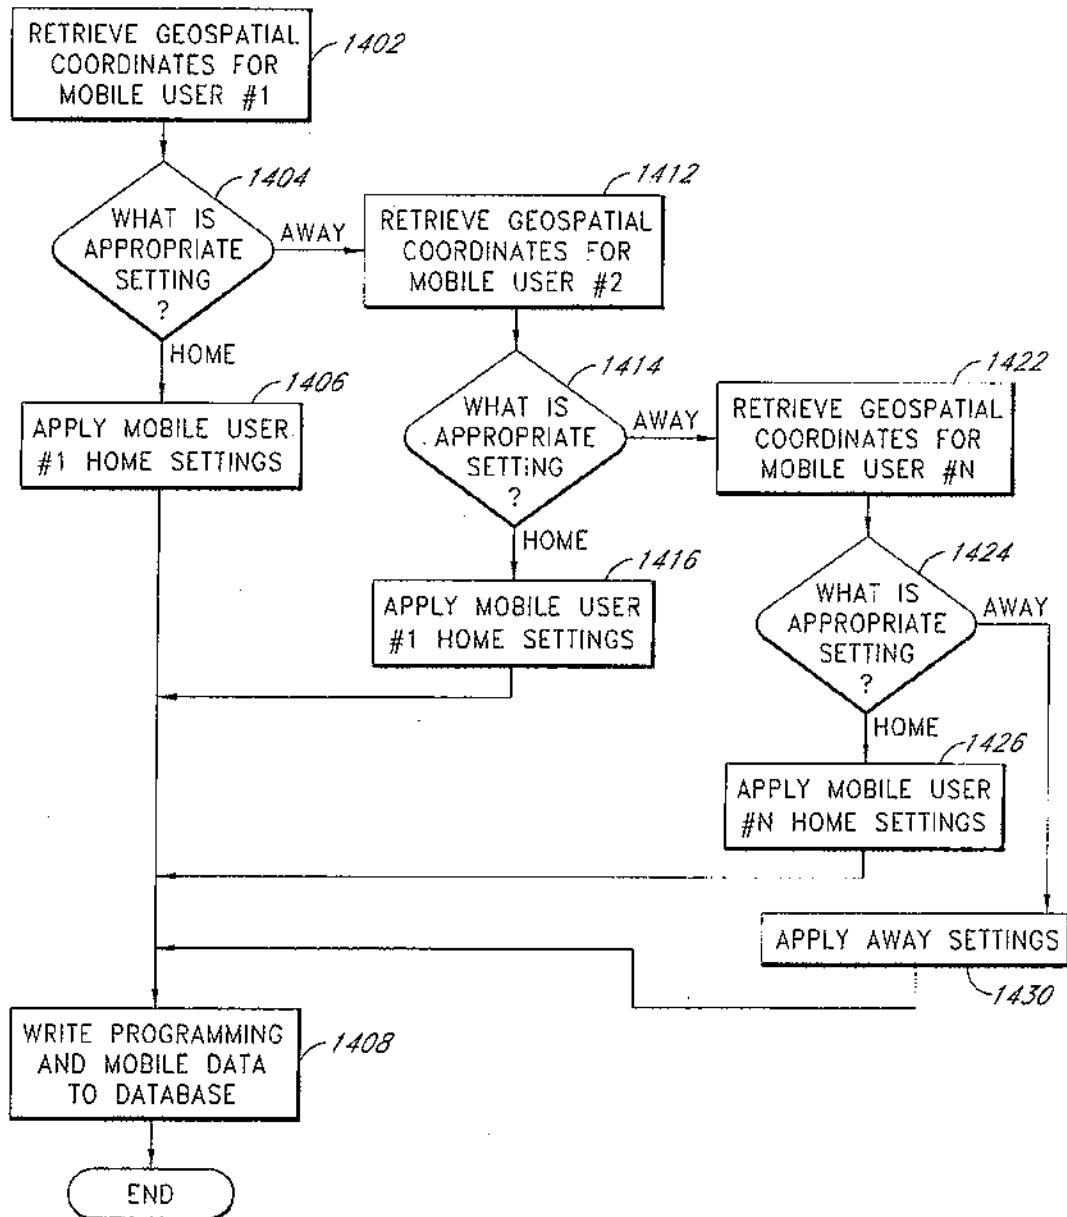 RETRIEVE GEOSPATIAL
COORDINATES FOR
MOBILE USER #1
1402
WHAT IS
APPROPRIATE
SETTING
?
1404
AWAY
HOME
RETRIEVE GEOSPATIAL
COORDINATES FOR
MOBILE USER #2
1412
APPLY MOBILE USER
#1 HOME SETTINGS
1406
WHAT IS
APPROPRIATE
SETTING
?
1414
AWAY
HOME
RETRIEVE GEOSPATIAL
COORDINATES FOR
MOBILE USER #N
1422
APPLY MOBILE USER
#1 HOME SETTINGS
1416
WHAT IS
APPROPRIATE
SETTING
?
1424
AWAY
HOME
APPLY MOBILE USER
#N HOME SETTINGS
1426
APPLY AWAY SETTINGS
1430
WRITE PROGRAMMING
AND MOBILE DATA
TO DATABASE
1408
END